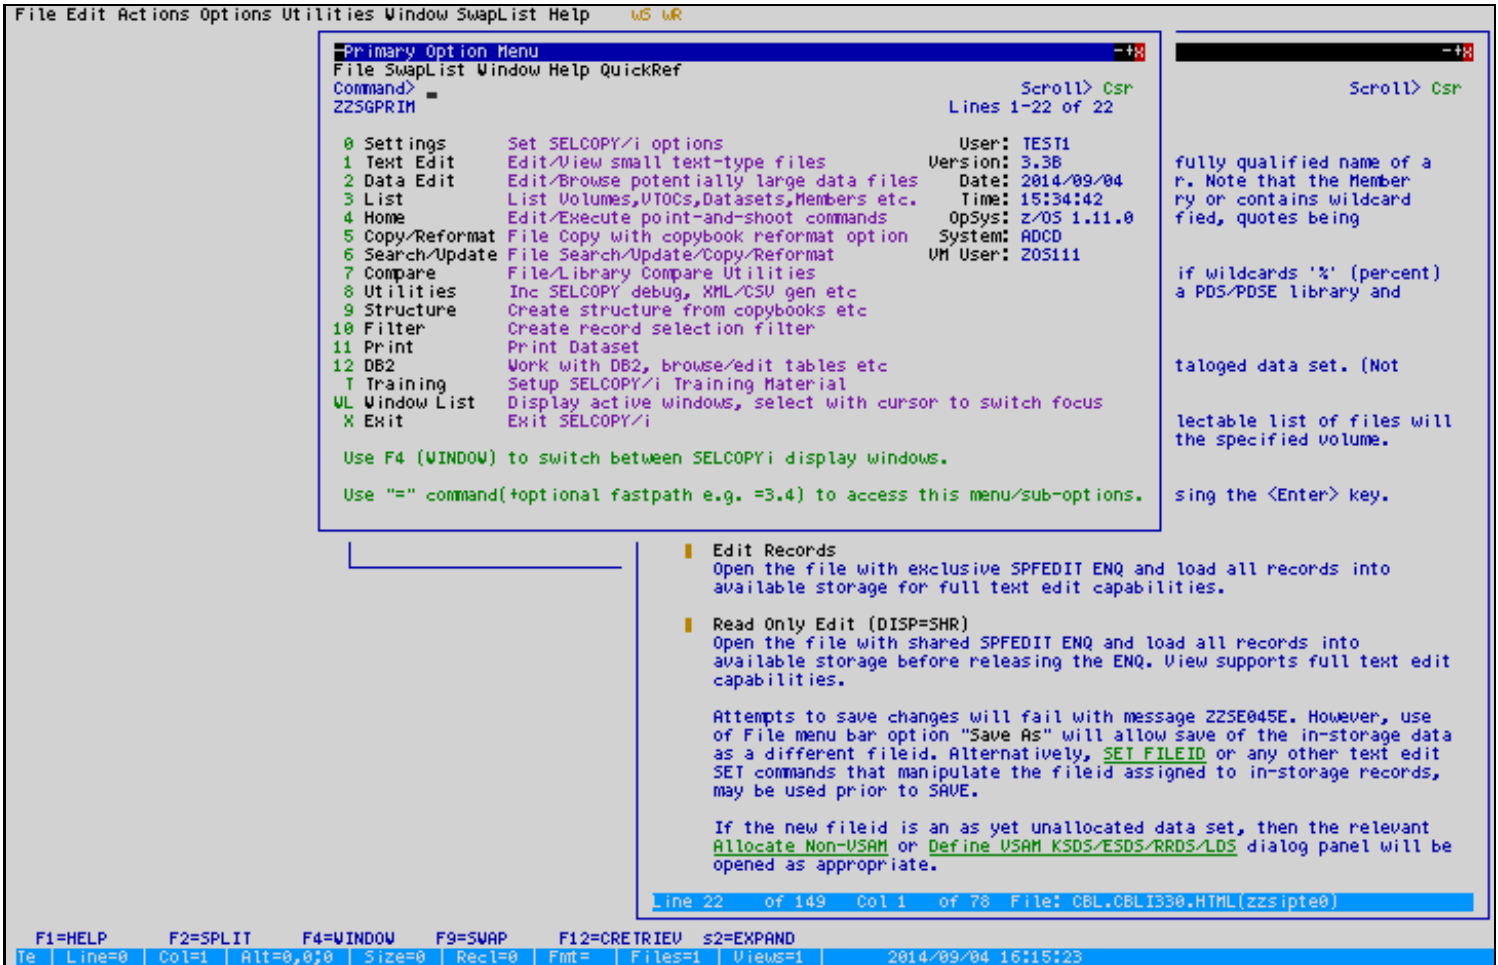 File Edit Actions Options Utilities Window SwapList Help wS wR
Primary Option Menu -+x
-+x
File SwapList Window Help QuickRef
Command> _ Scroll> Csr
Scroll> Csr
ZZSGPRIM Lines 1-22 of 22
0 Settings Set SELCOPY/i options User: TEST1
1 Text Edit Edit/View small text-type files Version: 3.3B
2 Data Edit Edit/Browse potentially large data files Date: 2014/09/04
3 List List Volumes,VTOCs,Datasets,Members etc. Time: 15:34:42
4 Home Edit/Execute point-and-shoot commands OpSys: z/OS 1.11.0
5 Copy/Reformat File Copy with copybook reformat option System: ADCD
6 Search/Update File Search/Update/Copy/Reformat VM User: ZOS111
7 Compare File/Library Compare Utilities
8 Utilities Inc SELCOPY debug, XML/CSV gen etc
9 Structure Create structure from copybooks etc
10 Filter Create record selection filter
11 Print Print Dataset
12 DB2 Work with DB2, browse/edit tables etc
T Training Setup SELCOPY/i Training Material
WL Window List Display active windows, select with cursor to switch focus
X Exit Exit SELCOPY/i
Use F4 (WINDOW) to switch between SELCOPYi display windows.
Use "=" command(+optional fastpath e.g. =3.4) to access this menu/sub-options.
fully qualified name of a
r. Note that the Member
ry or contains wildcard
fied, quotes being
if wildcards '%' (percent)
a PDS/PDSE library and
taloged data set. (Not
lectable list of files will
the specified volume.
sing the <Enter> key.
Edit Records
Open the file with exclusive SPFEDIT ENQ and load all records into
available storage for full text edit capabilities.
Read Only Edit (DISP=SHR)
Open the file with shared SPFEDIT ENQ and load all records into
available storage before releasing the ENQ. View supports full text edit
capabilities.
Attempts to save changes will fail with message ZZSE045E. However, use
of File menu bar option "Save As" will allow save of the in-storage data
as a different fileid. Alternatively, SET FILEID or any other text edit
SET commands that manipulate the fileid assigned to in-storage records,
may be used prior to SAVE.
If the new fileid is an as yet unallocated data set, then the relevant
Allocate Non-VSAM or Define VSAM KSDS/ESDS/RRDS/LDS dialog panel will be
opened as appropriate.
Line 22 of 149 Col 1 of 78 File: CBL.CBLI330.HTML(zzsipte0)
F1=HELP F2=SPLIT F4=WINDOW F9=SWAP F12=CRETRIEV s2=EXPAND
Te | Line=0 | Col=1 | Alt=0,0;0 | Size=0 | Recl=0 | Fmt= | Files=1 | Views=1 | 2014/09/04 16:15:23